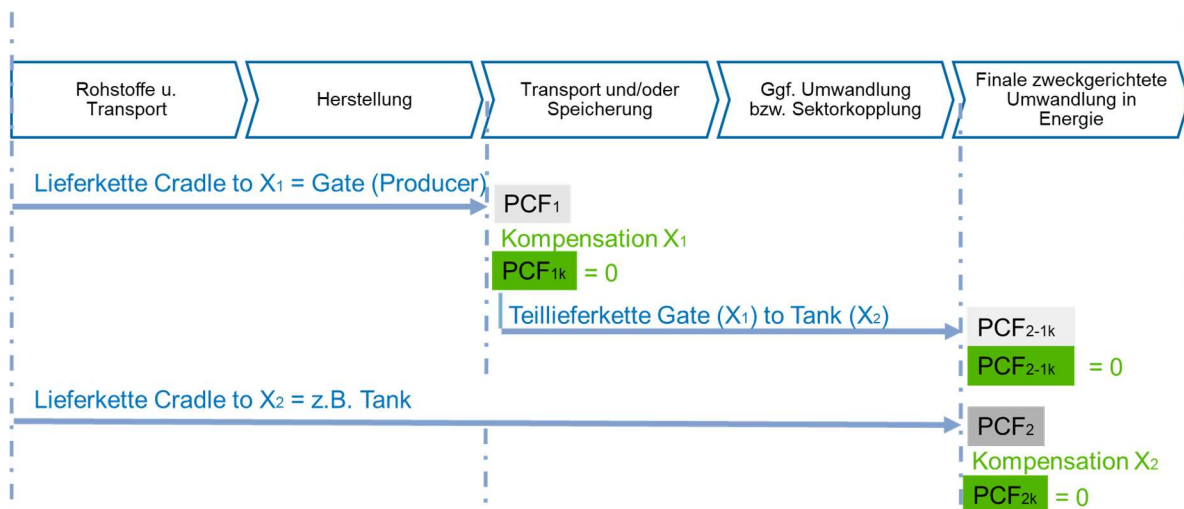 Rohstoffe u.
Transport
Herstellung
Transport und/oder
Speicherung
Ggf. Umwandlung
bzw. Sektorkopplung
Finale zweckgerichtete
Umwandlung in
Energie
Lieferkette Cradle to X1 = Gate (Producer)
PCF1
Kompensation X1
PCF1k = 0
Teillieferkette Gate (X1) to Tank (X2)
PCF2-1k
PCF2-1k = 0
Lieferkette Cradle to X2 = z.B. Tank
PCF2
Kompensation X2
PCF2k = 0